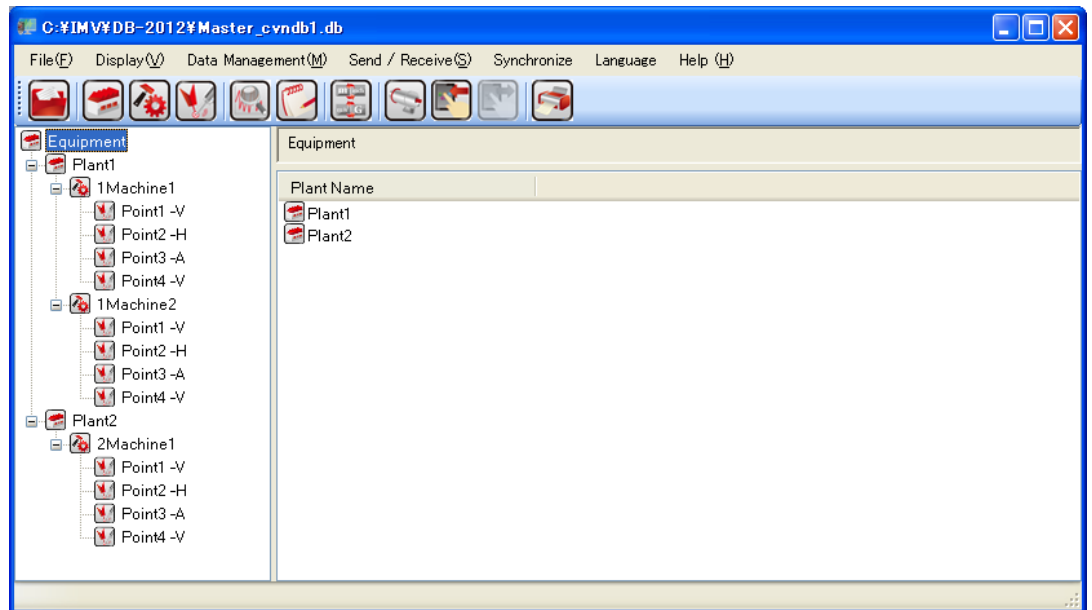 C:¥IMV¥DB-2012¥Master_cvndb1.db
File(F) Display(V) Data Management(M) Send / Receive(S) Synchronize Language Help (H)
Equipment
Plant1
1Machine1
Point1 -V
Point2 -H
Point3 -A
Point4 -V
1Machine2
Point1 -V
Point2 -H
Point3 -A
Point4 -V
Plant2
2Machine1
Point1 -V
Point2 -H
Point3 -A
Point4 -V
Equipment
Plant Name
Plant1
Plant2